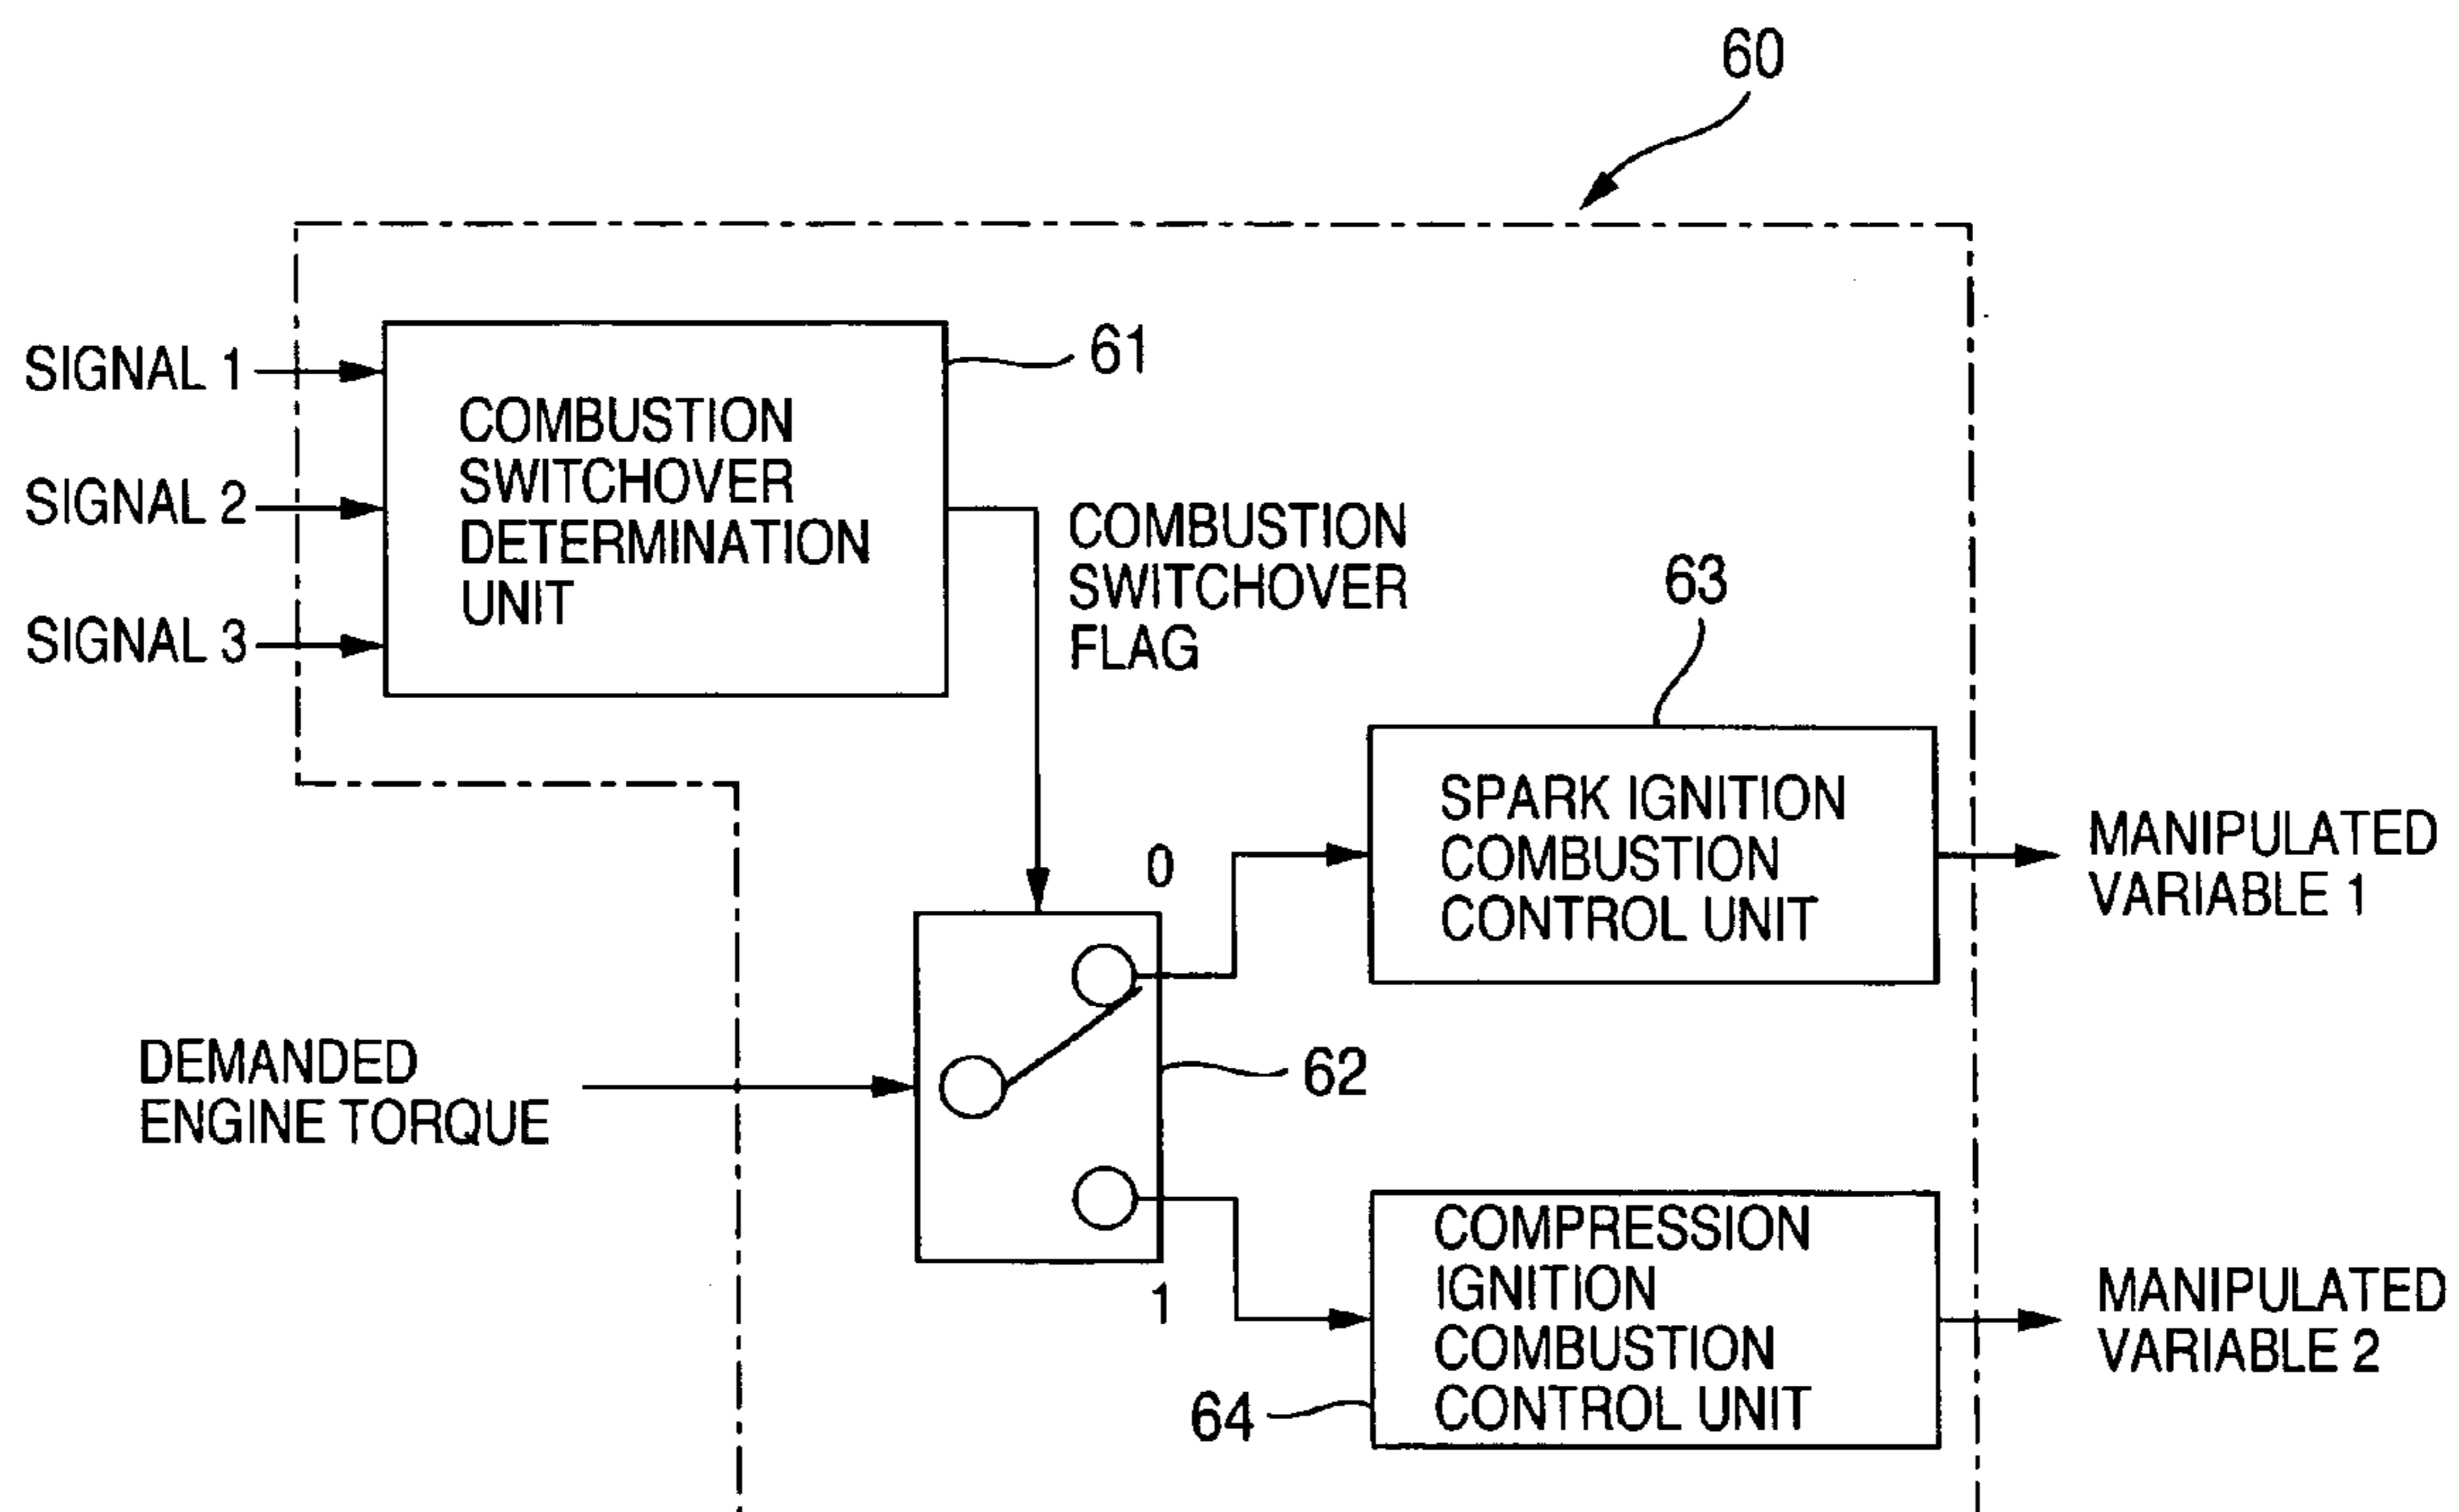 60
SIGNAL 1
SIGNAL 2
SIGNAL 3
COMBUSTION
SWITCHOVER
DETERMINATION
UNIT
61
COMBUSTION
SWITCHOVER
FLAG
63
SPARK IGNITION
COMBUSTION
CONTROL UNIT
MANIPULATED
VARIABLE 1
0
DEMANDED
ENGINE TORQUE
62
1
COMPRESSION
IGNITION
COMBUSTION
CONTROL UNIT
64
MANIPULATED
VARIABLE 2